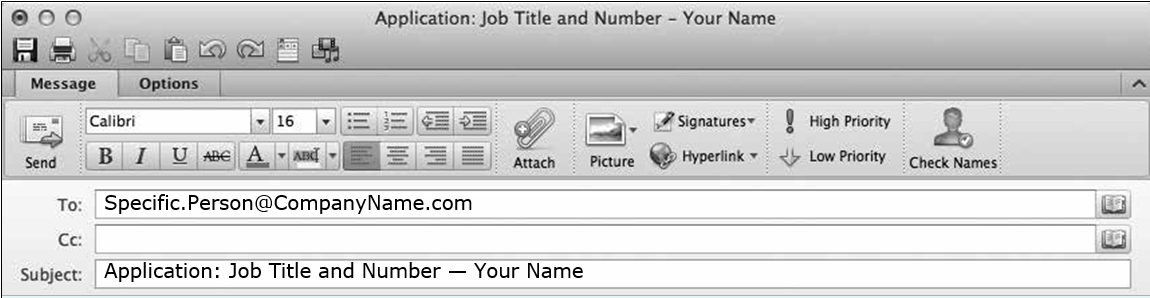 Application: Job Title and Number – Your Name
Message Options
Calibri 16
Signatures
High Priority
B I U ABC A ABC
Send Attach Picture Hyperlink Low Priority Check Names
To: Specific.Person@CompanyName.com
Cc:
Subject: Application: Job Title and Number — Your Name